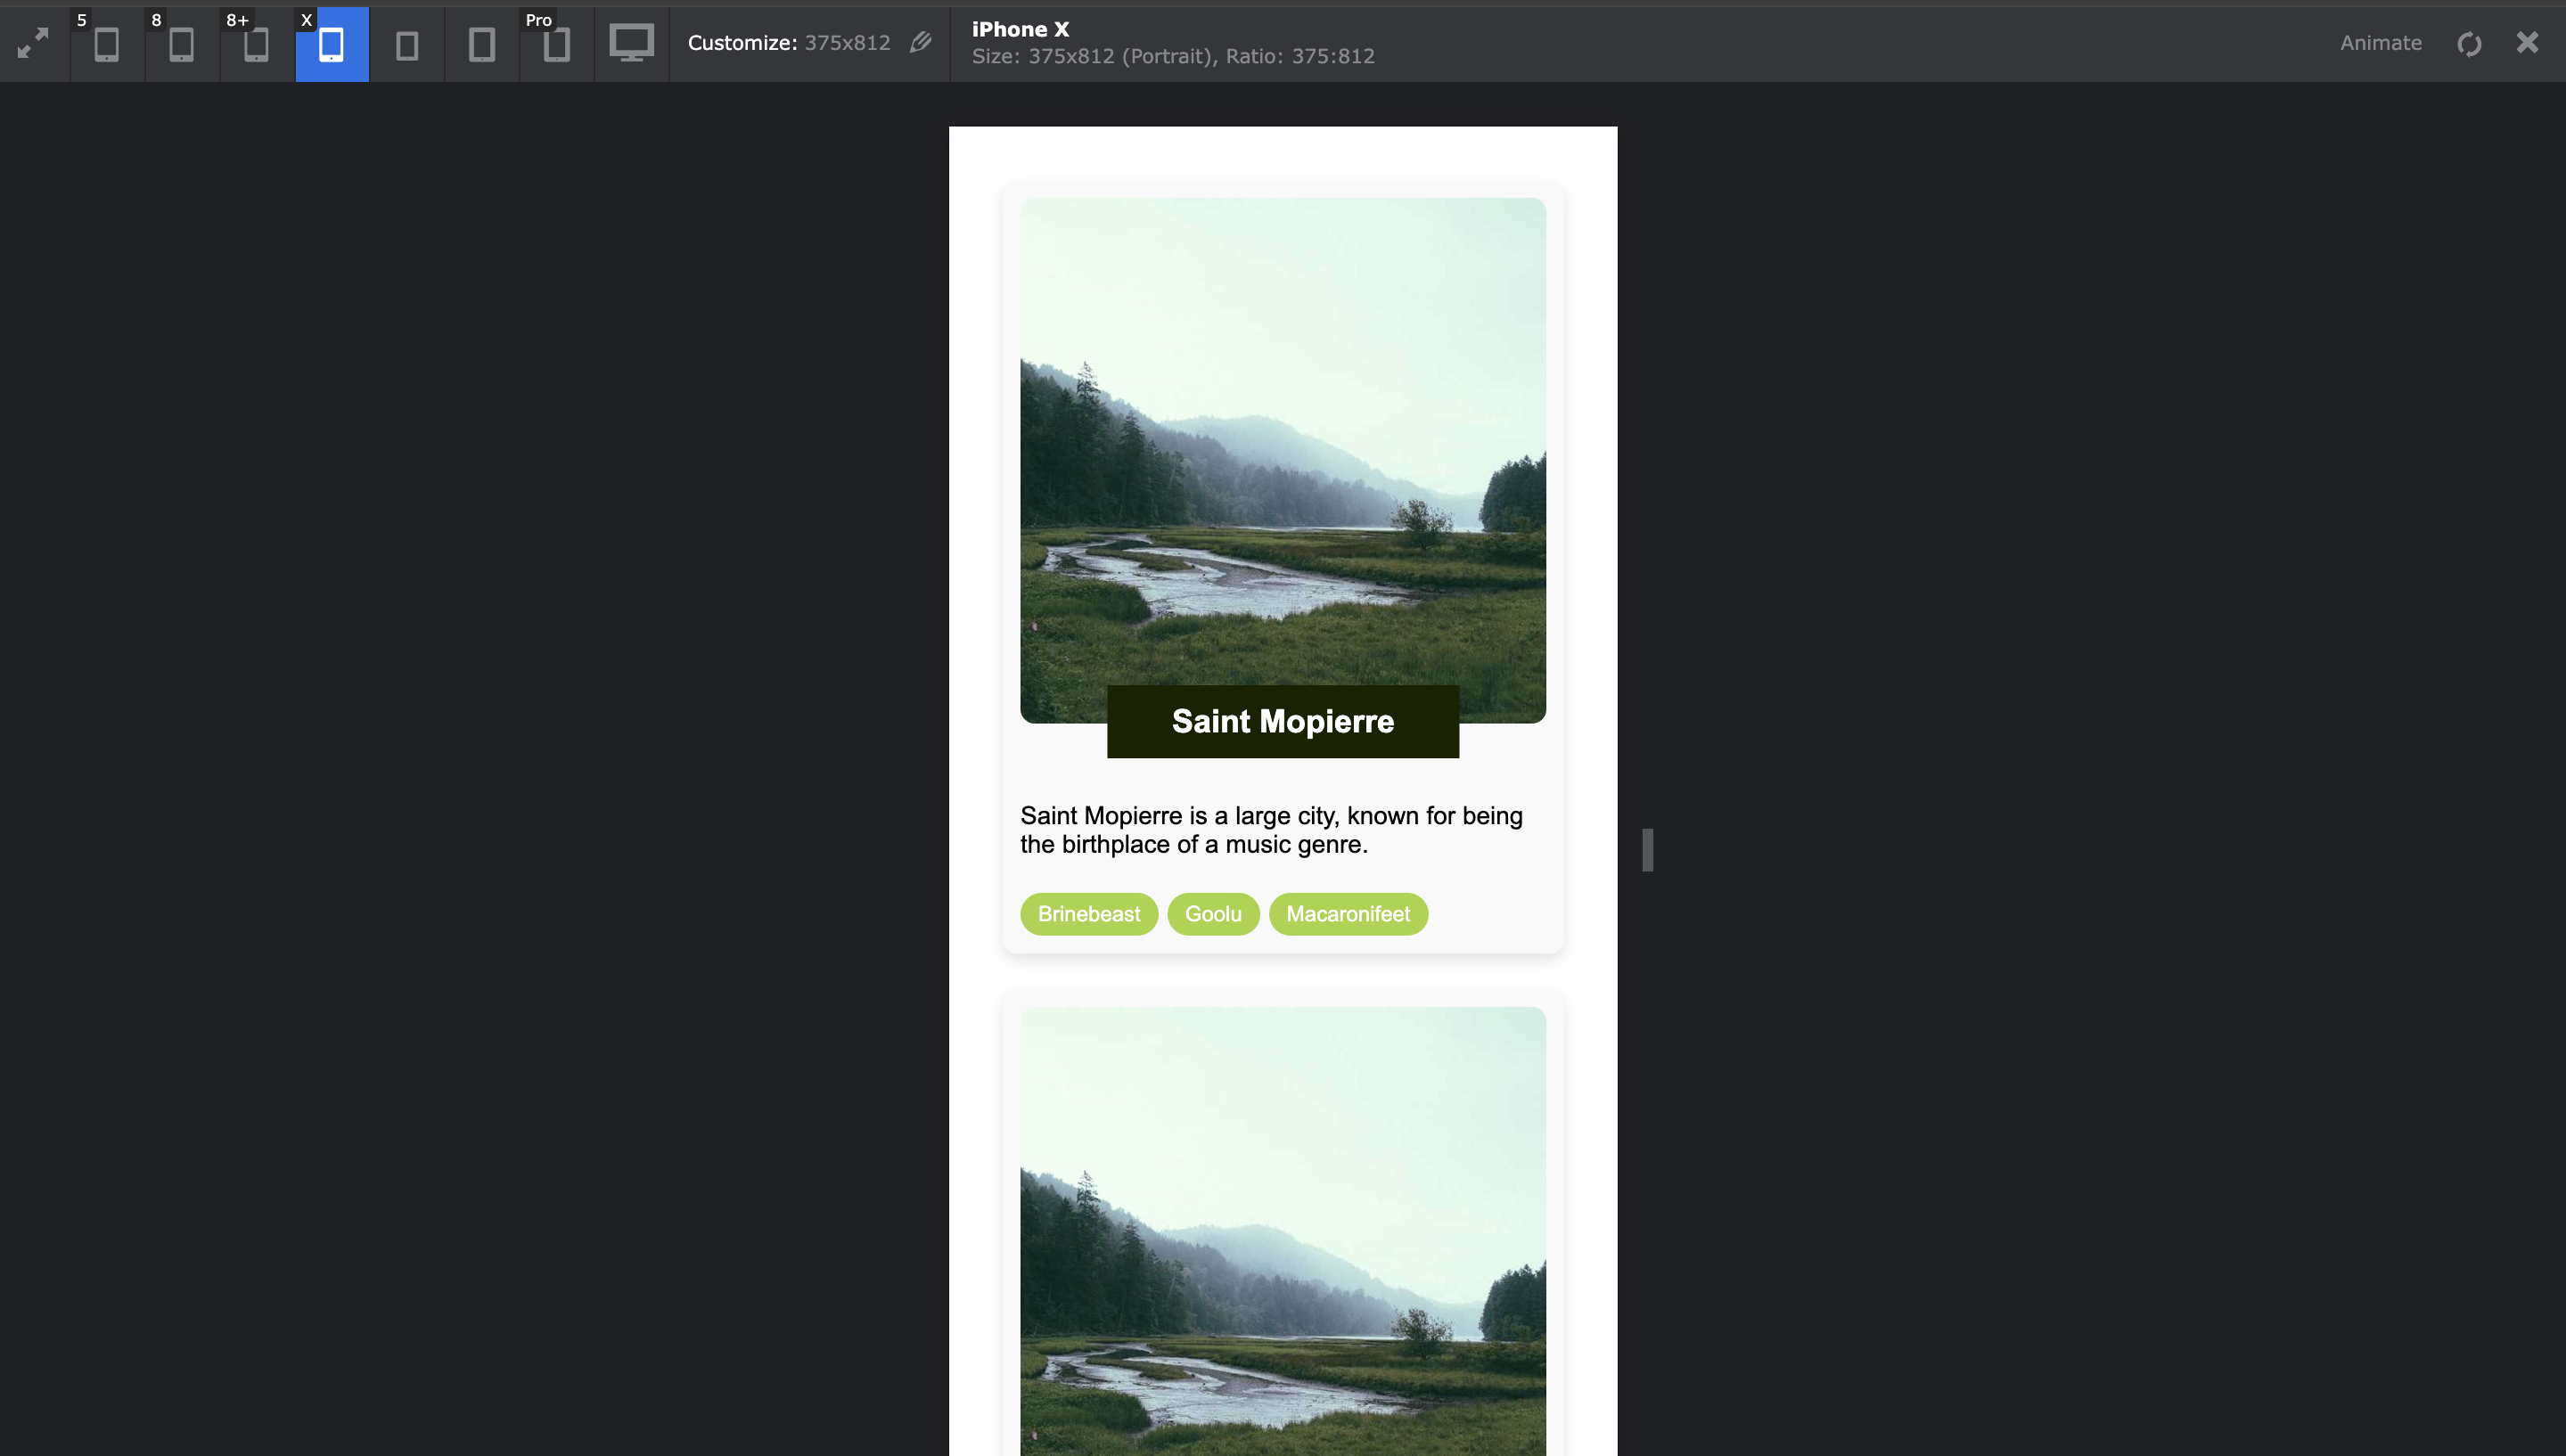 5
8
8+
X
Pro
Customize: 375x812
iPhone X
Size: 375x812 (Portrait), Ratio: 375:812
Animate
Saint Mopierre
Saint Mopierre is a large city, known for being
the birthplace of a music genre.
Brinebeast Goolu Macaronifeet